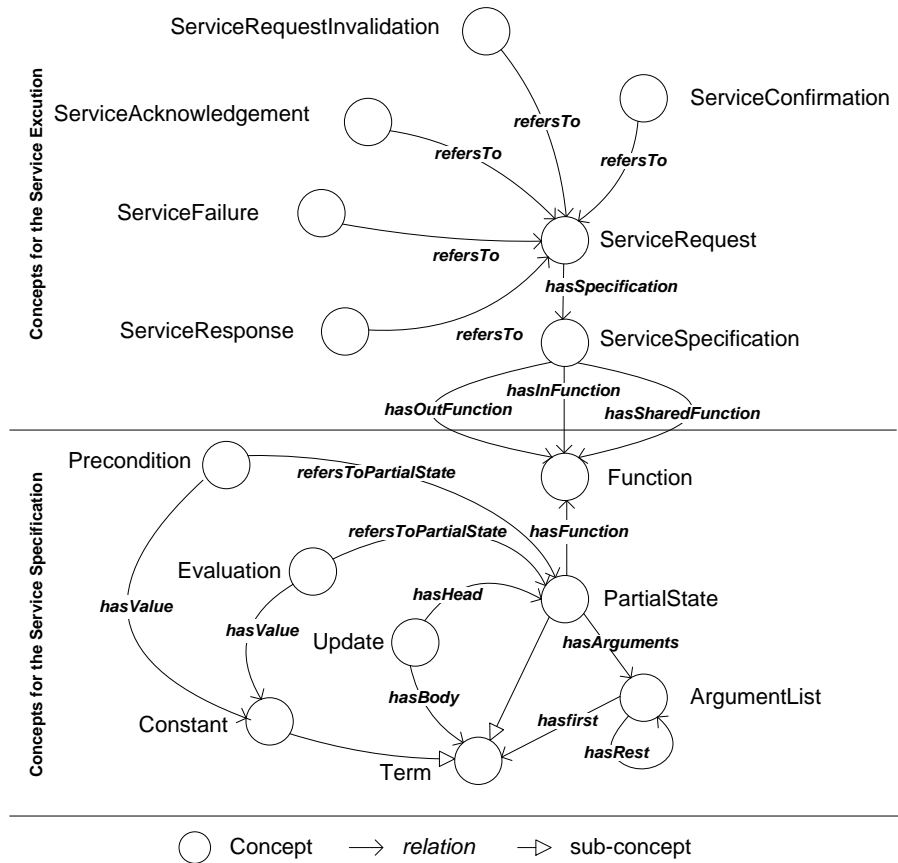 ServiceRequestInvalidation
ServiceConfirmation
ServiceAcknowledgement
refersTo
refersTo
refersTo
ServiceFailure
ServiceRequest
refersTo
hasSpecification
ServiceResponse
refersTo
ServiceSpecification
hasInFunction
hasOutFunction
hasSharedFunction
Concepts for the Service Excution
Precondition
refersToPartialState
Function
hasFunction
refersToPartialState
Evaluation
hasHead
PartialState
hasValue
hasValue
Update
hasArguments
hasBody
ArgumentList
Constant
hasfirst
hasRest
Term
Concepts for the Service Specification
Concept
relation
sub-concept